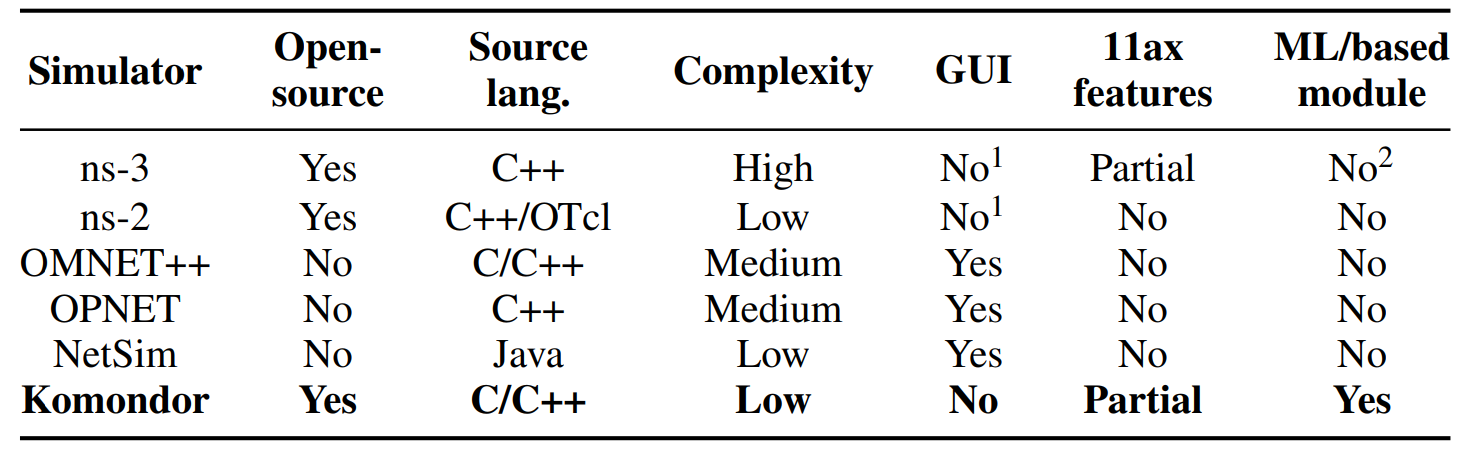 Simulator Open-source Source lang. Complexity GUI 11ax features ML/based module
ns-3 Yes C++ High No1 Partial No2
ns-2 Yes C++/OTcl Low No1 No No
OMNET++ No C/C++ Medium Yes No No
OPNET No C++ Medium Yes No No
NetSim No Java Low Yes No No
Komondor Yes C/C++ Low No Partial Yes